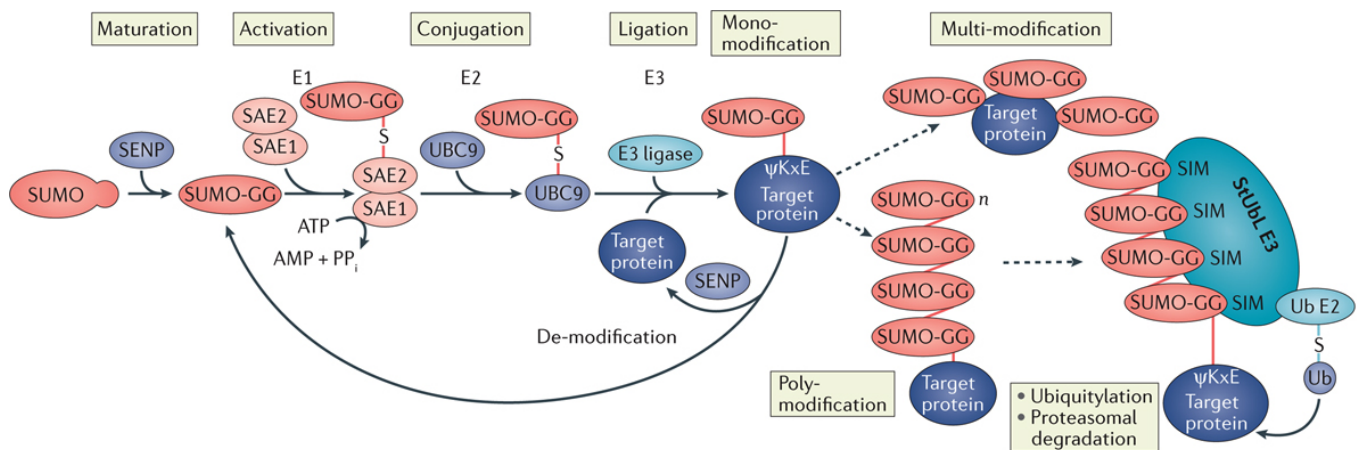 Maturation
Activation
Conjugation
Ligation
Mono-
modification
Multi-modification
E1
SUMO-GG
SAE2
SAE1
S
SAE2
SAE1
ATP
AMP + PPi
SUMO
SENP
SUMO-GG
E2
SUMO-GG
UBC9
S
UBC9
E3
E3 ligase
Target
protein
SENP
De-modification
SUMO-GG
ψKxE
Target
protein
SUMO-GG
SUMO-GG
SUMO-GG
Target
protein
SUMO-GG n
SUMO-GG
SUMO-GG
SUMO-GG
Target
protein
Poly-
modification
SUMO-GG SIM
SUMO-GG SIM
SUMO-GG SIM
SUMO-GG SIM
StUbL E3
Ub E2
S
Ub
ψKxE
Target
protein
• Ubiquitylation
• Proteasomal
degradation